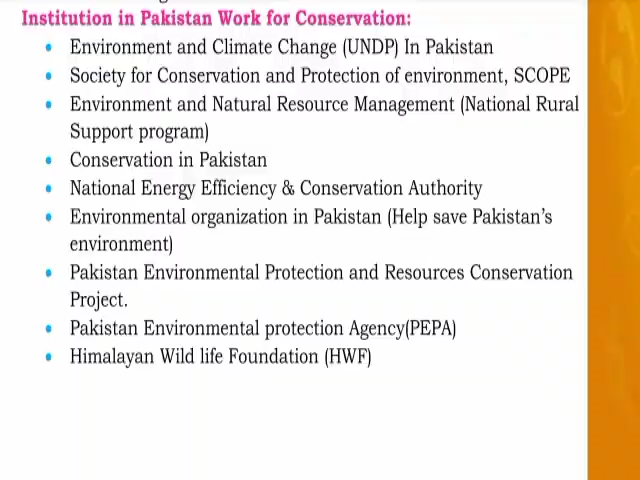 Institution in Pakistan Work for Conservation:
• Environment and Climate Change (UNDP) In Pakistan
• Society for Conservation and Protection of environment, SCOPE
• Environment and Natural Resource Management (National Rural
Support program)
• Conservation in Pakistan
• National Energy Efficiency & Conservation Authority
• Environmental organization in Pakistan (Help save Pakistan's
environment)
• Pakistan Environmental Protection and Resources Conservation
Project.
• Pakistan Environmental protection Agency(PEPA)
• Himalayan Wild life Foundation (HWF)